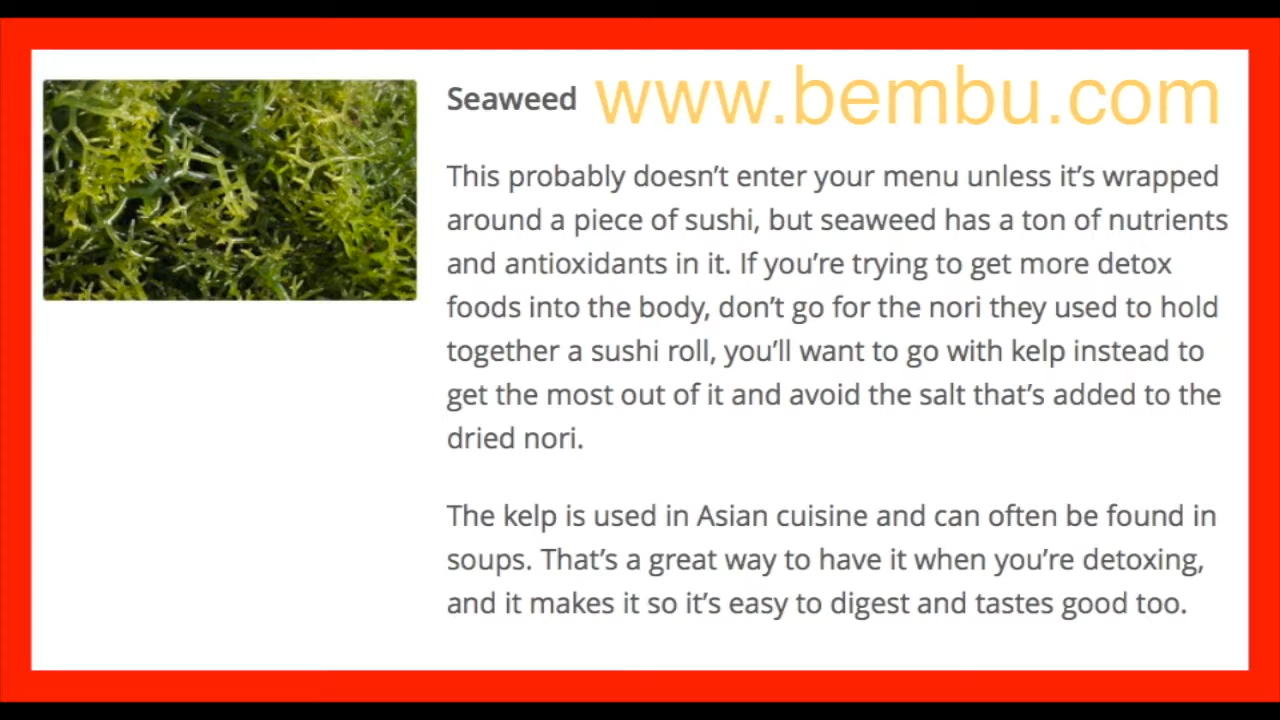 Seaweed www.bembu.com
This probably doesn’t enter your menu unless it’s wrapped
around a piece of sushi, but seaweed has a ton of nutrients
and antioxidants in it. If you’re trying to get more detox
foods into the body, don’t go for the nori they used to hold
together a sushi roll, you’ll want to go with kelp instead to
get the most out of it and avoid the salt that’s added to the
dried nori.
The kelp is used in Asian cuisine and can often be found in
soups. That’s a great way to have it when you’re detoxing,
and it makes it so it’s easy to digest and tastes good too.